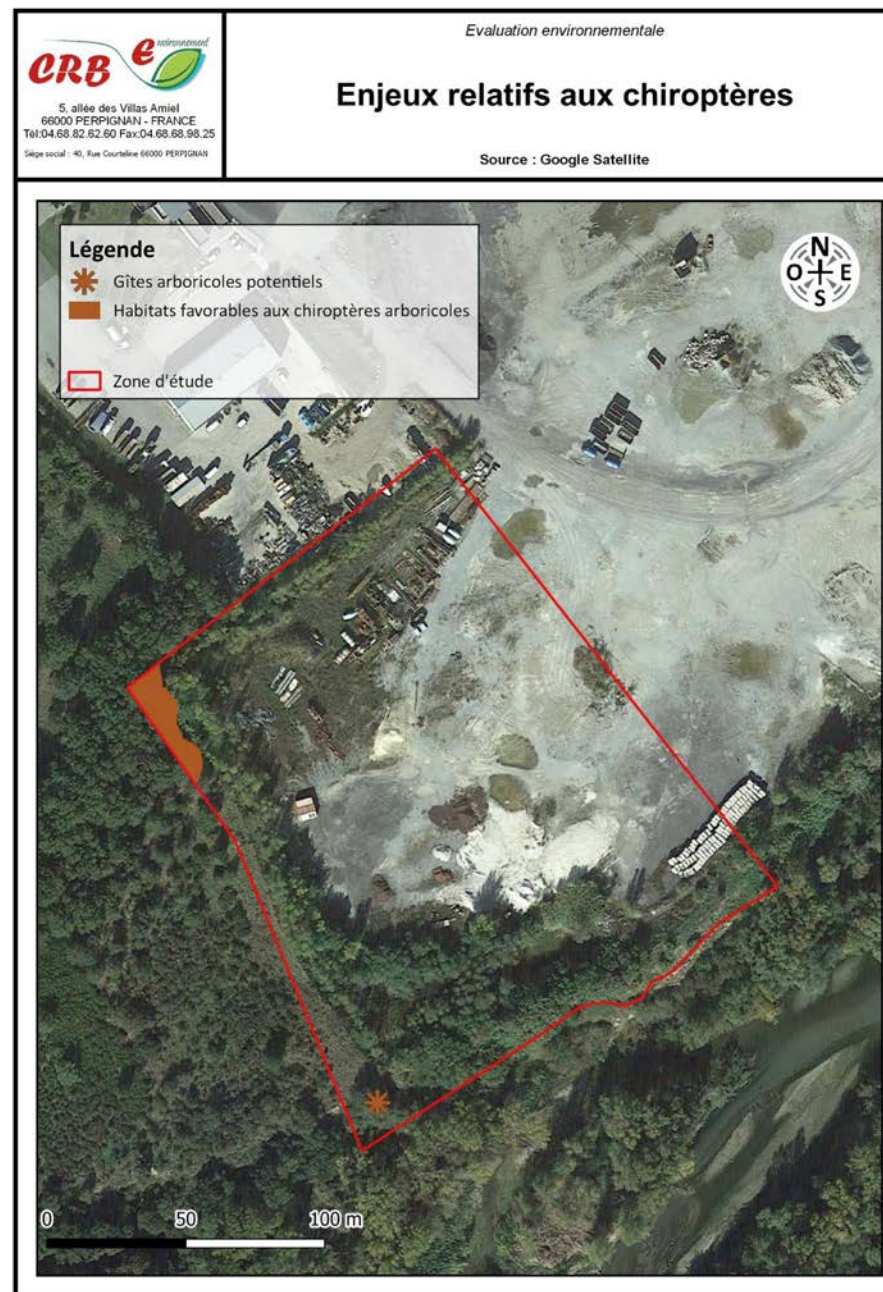 CRB Environnement
5, allée des Villas Amiel
66000 PERPIGNAN - FRANCE
Tél:04.68.82.62.60 Fax:04.68.68.98.25
Siège social : 40, Rue Courteline 66000 PERPIGNAN
Evaluation environnementale
Enjeux relatifs aux chiroptères
Source : Google Satellite
Légende
Gîtes arboricoles potentiels
Habitats favorables aux chiroptères arboricoles
Zone d'étude
N
O E
S
0 50 100 m